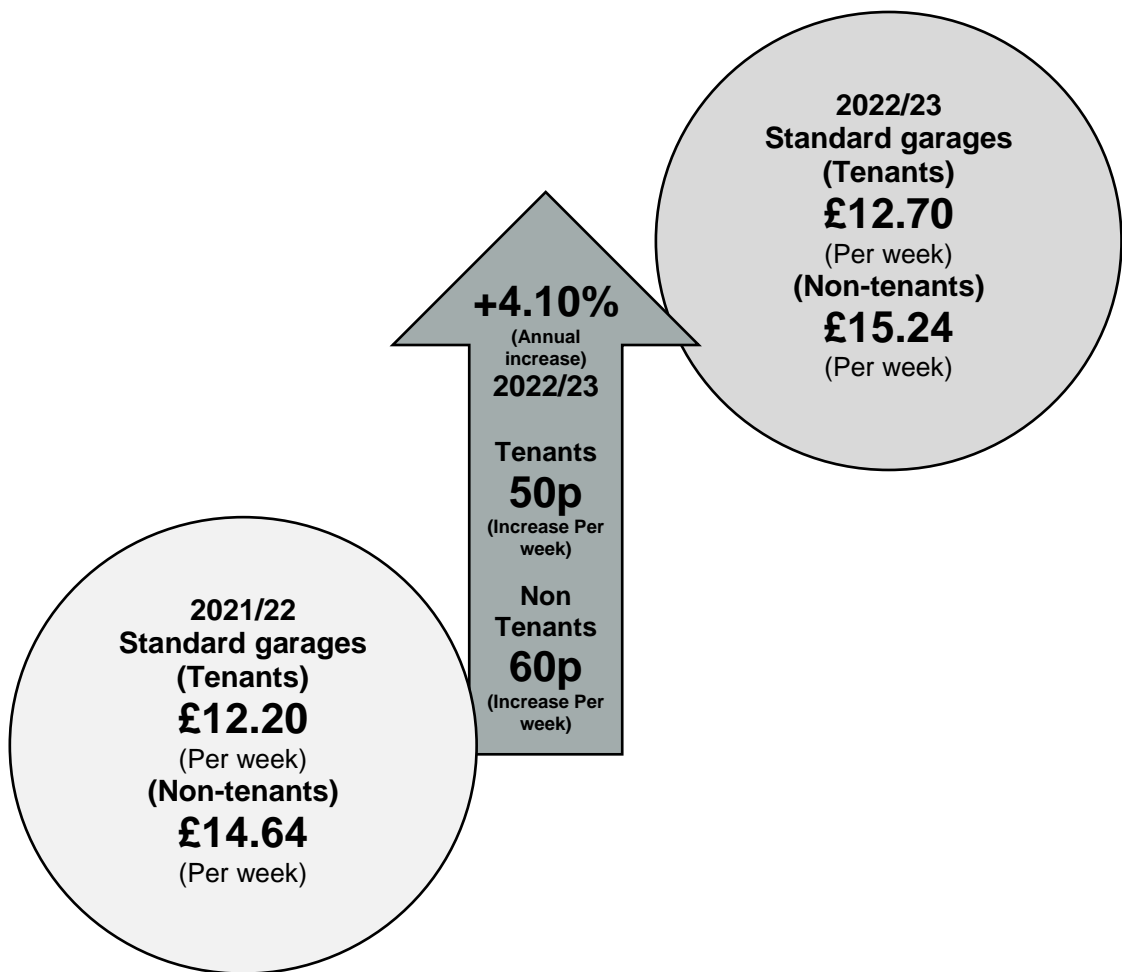 2022/23
Standard garages
(Tenants)
£12.70
(Per week)
(Non-tenants)
£15.24
(Per week)
+4.10%
(Annual
increase)
2022/23
Tenants
50p
(Increase Per
week)
Non
Tenants
60p
(Increase Per
week)
2021/22
Standard garages
(Tenants)
£12.20
(Per week)
(Non-tenants)
£14.64
(Per week)